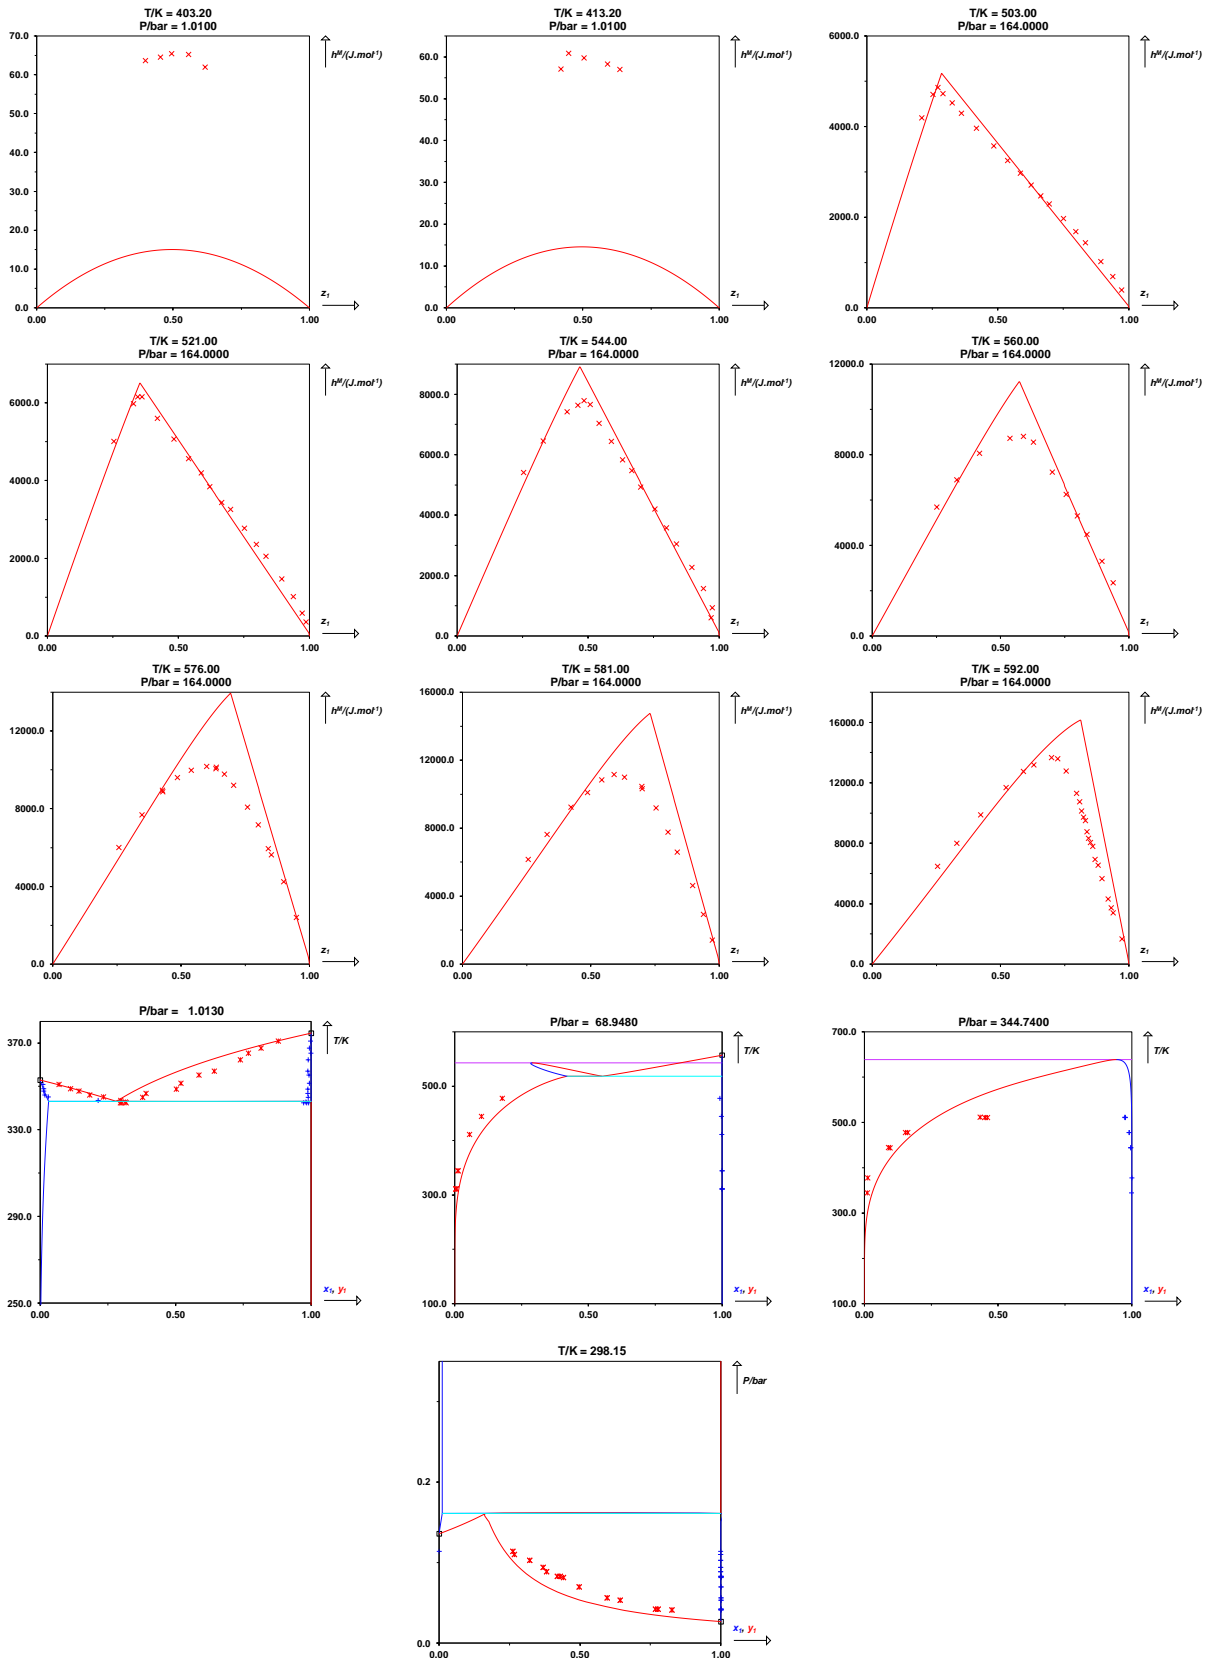 T/K = 403.20
P/bar = 1.0100
70.0
60.0
50.0
40.0
30.0
20.0
10.0
0.0
0.00
0.50
1.00
hᴹ/(J.mol⁻¹)
z₁
T/K = 413.20
P/bar = 1.0100
60.0
50.0
40.0
30.0
20.0
10.0
0.0
0.00
0.50
1.00
hᴹ/(J.mol⁻¹)
z₁
T/K = 503.00
P/bar = 164.0000
6000.0
4000.0
2000.0
0.0
0.00
0.50
1.00
hᴹ/(J.mol⁻¹)
z₁
T/K = 521.00
P/bar = 164.0000
6000.0
4000.0
2000.0
0.0
0.00
0.50
1.00
hᴹ/(J.mol⁻¹)
z₁
T/K = 544.00
P/bar = 164.0000
8000.0
6000.0
4000.0
2000.0
0.0
0.00
0.50
1.00
hᴹ/(J.mol⁻¹)
z₁
T/K = 560.00
P/bar = 164.0000
12000.0
8000.0
4000.0
0.0
0.00
0.50
1.00
hᴹ/(J.mol⁻¹)
z₁
T/K = 576.00
P/bar = 164.0000
12000.0
8000.0
4000.0
0.0
0.00
0.50
1.00
hᴹ/(J.mol⁻¹)
z₁
T/K = 581.00
P/bar = 164.0000
16000.0
12000.0
8000.0
4000.0
0.0
0.00
0.50
1.00
hᴹ/(J.mol⁻¹)
z₁
T/K = 592.00
P/bar = 164.0000
16000.0
12000.0
8000.0
4000.0
0.0
0.00
0.50
1.00
hᴹ/(J.mol⁻¹)
z₁
P/bar = 1.0130
370.0
330.0
290.0
250.0
0.00
0.50
1.00
T/K
x₁, y₁
P/bar = 68.9480
500.0
300.0
100.0
0.00
0.50
1.00
T/K
x₁, y₁
P/bar = 344.7400
700.0
500.0
300.0
100.0
0.00
0.50
1.00
T/K
x₁, y₁
T/K = 298.15
0.2
0.0
0.00
0.50
1.00
P/bar
x₁, y₁